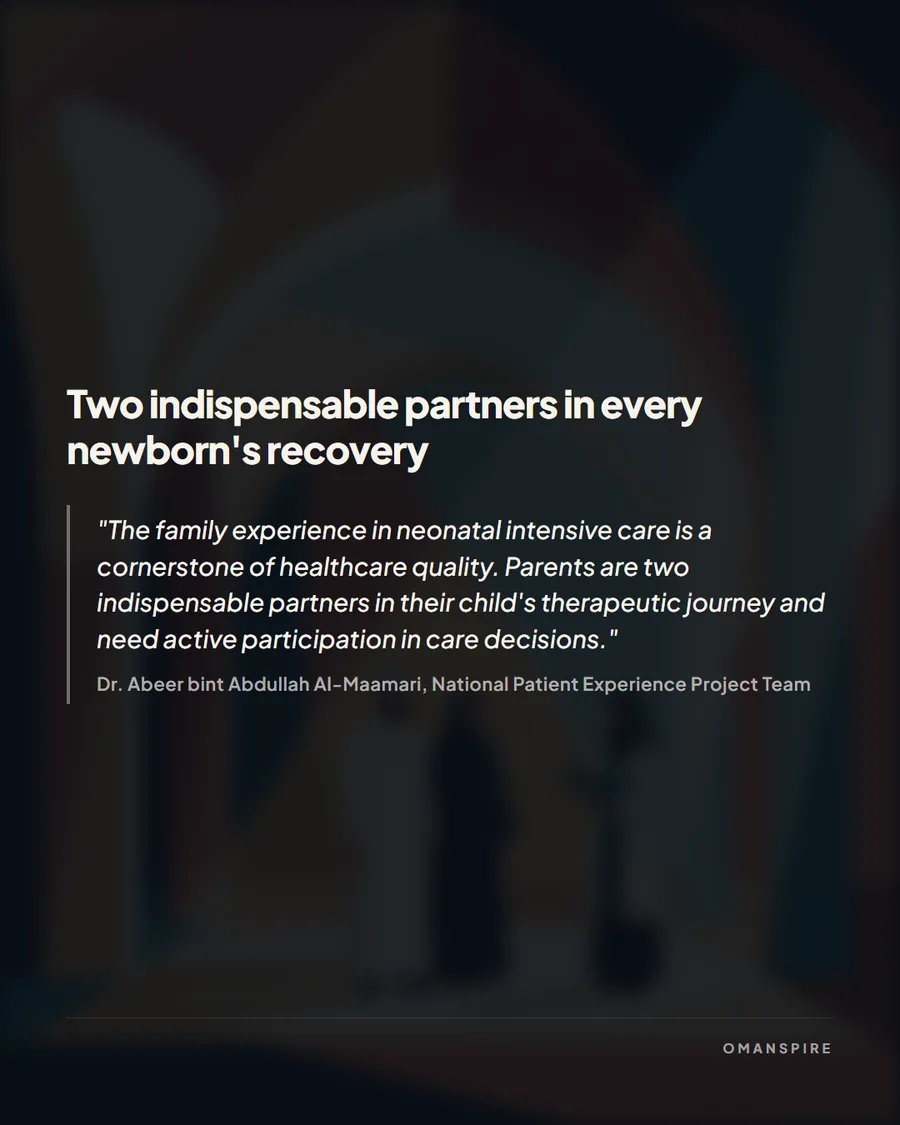 Two indispensable partners in every
newborn's recovery
"The family experience in neonatal intensive care is a
cornerstone of healthcare quality. Parents are two
indispensable partners in their child's therapeutic journey and
need active participation in care decisions."
Dr. Abeer bint Abdullah Al-Maamari, National Patient Experience Project Team
OMANSPIRE